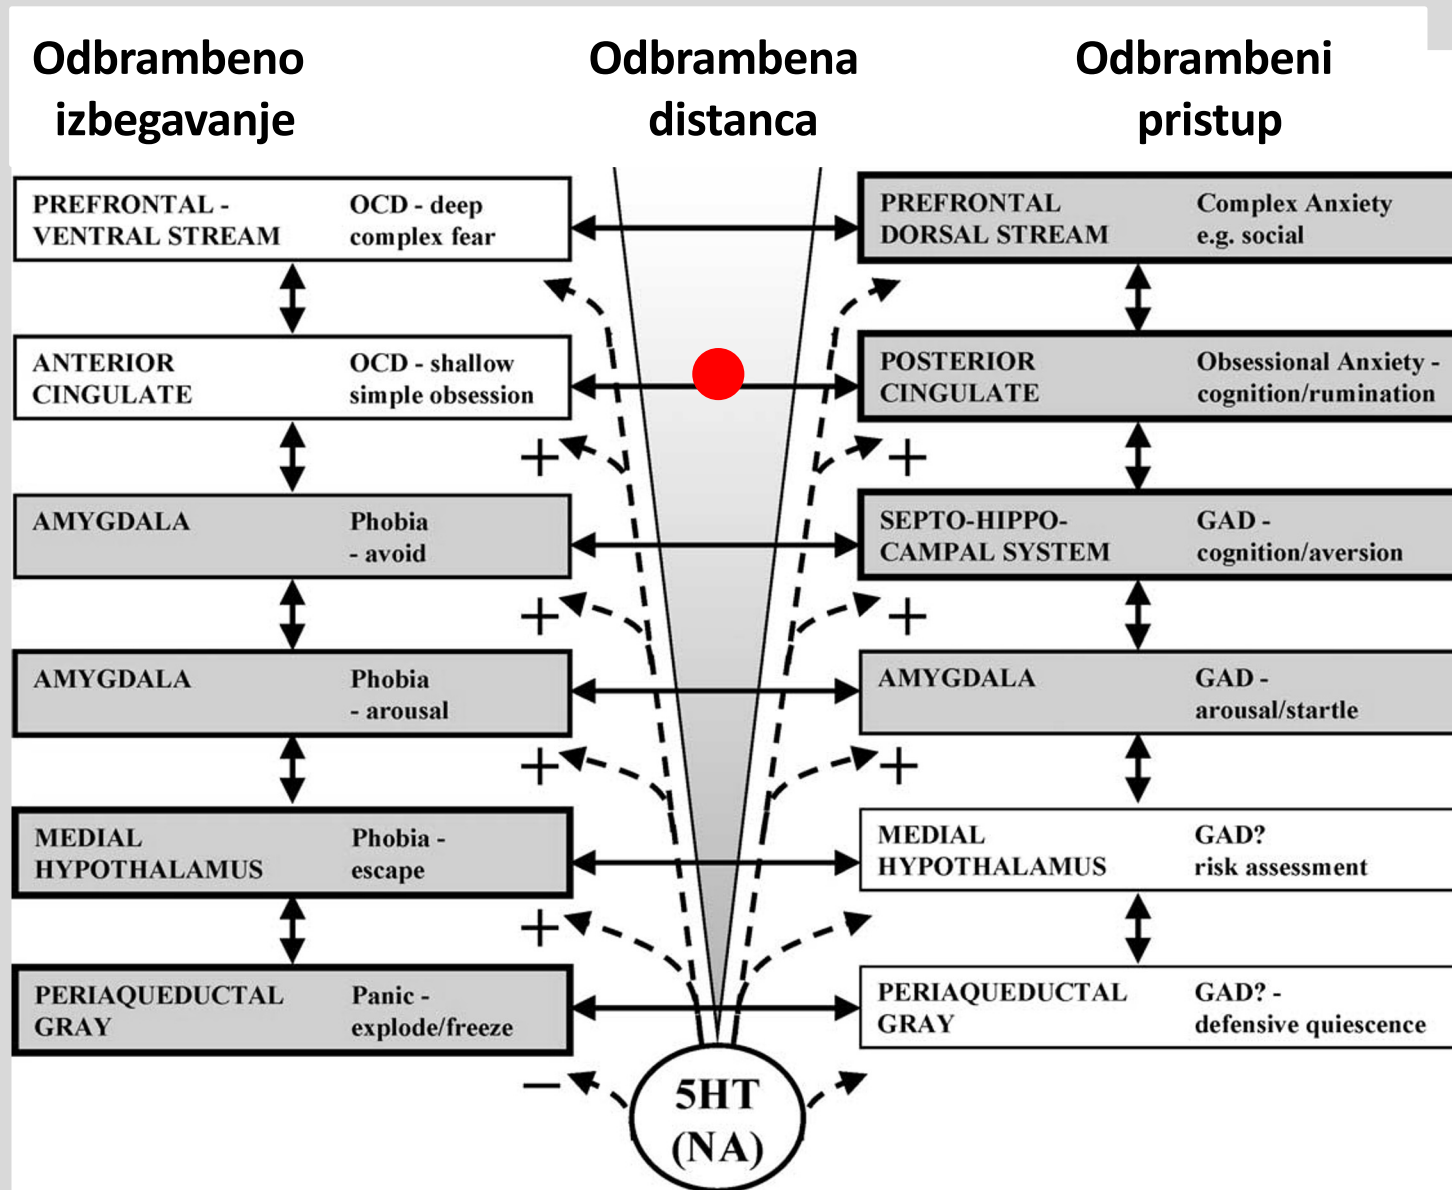 Odbrambeno
izbegavanje
Odbrambena
distanca
Odbrambeni
pristup
PREFRONTAL -
VENTRAL STREAM
OCD - deep
complex fear
PREFRONTAL
DORSAL STREAM
Complex Anxiety
e.g. social
ANTERIOR
CINGULATE
OCD - shallow
simple obsession
POSTERIOR
CINGULATE
Obsessional Anxiety -
cognition/rumination
+
+
AMYGDALA
Phobia
- avoid
SEPTO-HIPPO-
CAMPAL SYSTEM
GAD -
cognition/aversion
+
+
AMYGDALA
Phobia
- arousal
AMYGDALA
GAD -
arousal/startle
+
+
MEDIAL
HYPOTHALAMUS
Phobia -
escape
MEDIAL
HYPOTHALAMUS
GAD?
risk assessment
+
PERIAQUEDUCTAL
GRAY
Panic -
explode/freeze
PERIAQUEDUCTAL
GRAY
GAD? -
defensive quiescence
−
5HT
(NA)